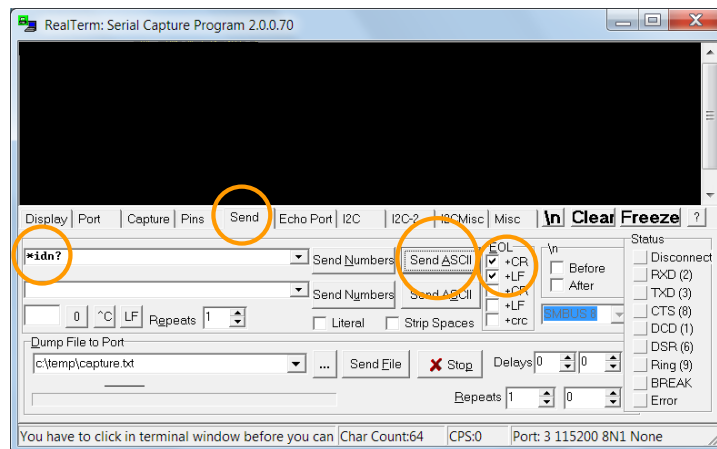 RealTerm: Serial Capture Program 2.0.0.70
Display Port Capture Pins Send Echo Port I2C I2C-2 I2CMisc Misc \n Clear Freeze ?
*idn? Send Numbers Send ASCII
EOL
+CR
+LF
\n
Before
After
Send Numbers Send ASCII
+CR
+LF
+crc
0 ^C LF Repeats 1 Literal Strip Spaces
SMBUS 8
Dump File to Port
c:\temp\capture.txt ... Send File Stop Delays 0 0
Repeats 1 0
Status
Disconnect
RXD (2)
TXD (3)
CTS (8)
DCD (1)
DSR (6)
Ring (9)
BREAK
Error
You have to click in terminal window before you can Char Count:64 CPS:0 Port: 3 115200 8N1 None